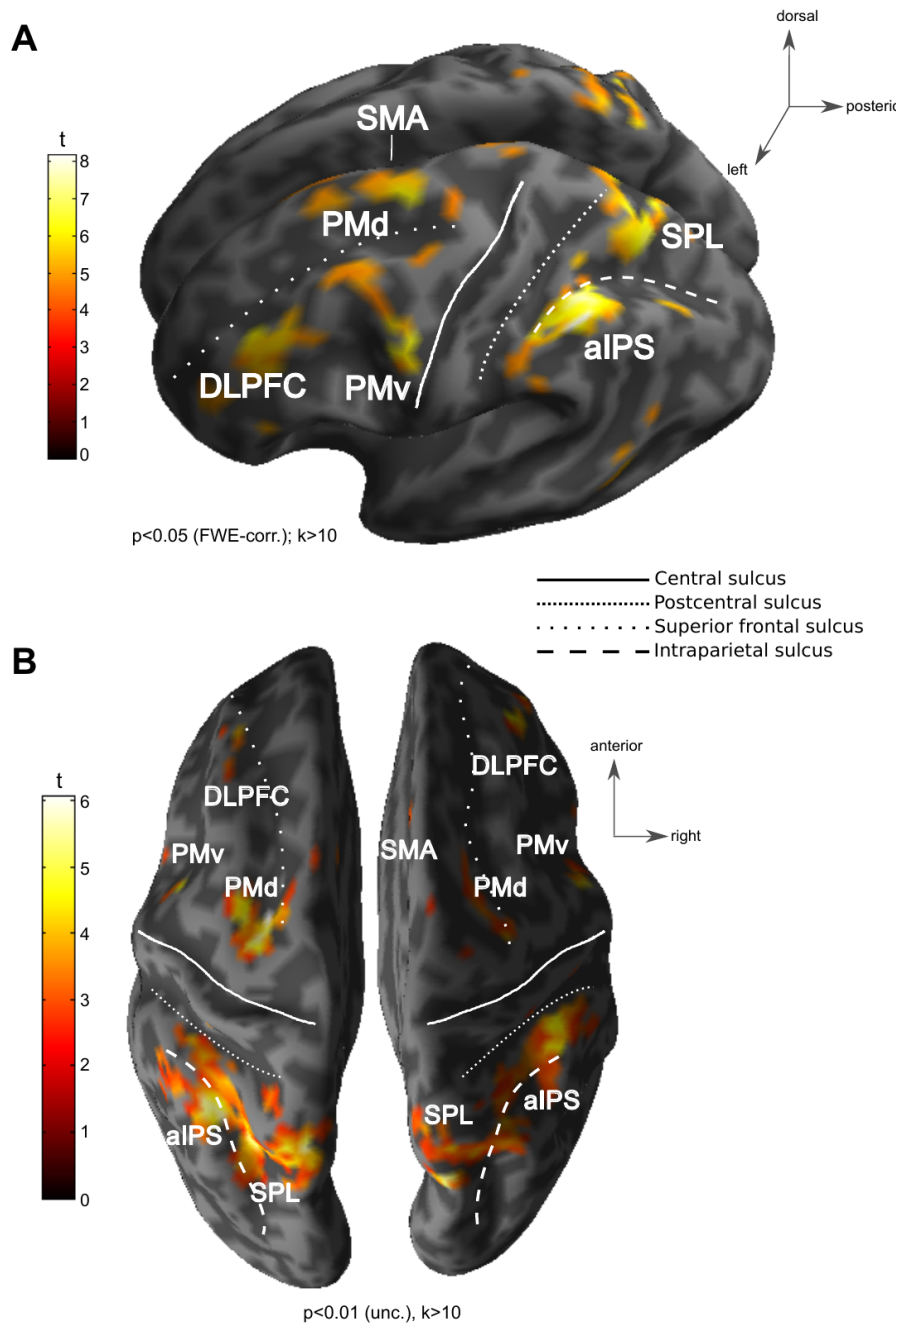 A
dorsal
posteric
left
t
8
7
6
5
4
3
2
1
0
SMA
PMd
SPL
aIPS
DLPFC
PMv
p<0.05 (FWE-corr.); k>10
Central sulcus
Postcentral sulcus
Superior frontal sulcus
Intraparietal sulcus
B
anterior
right
t
6
5
4
3
2
1
0
DLPFC
DLPFC
PMv
SMA
PMv
PMd
PMd
aIPS
SPL
SPL
aIPS
p<0.01 (unc.), k>10